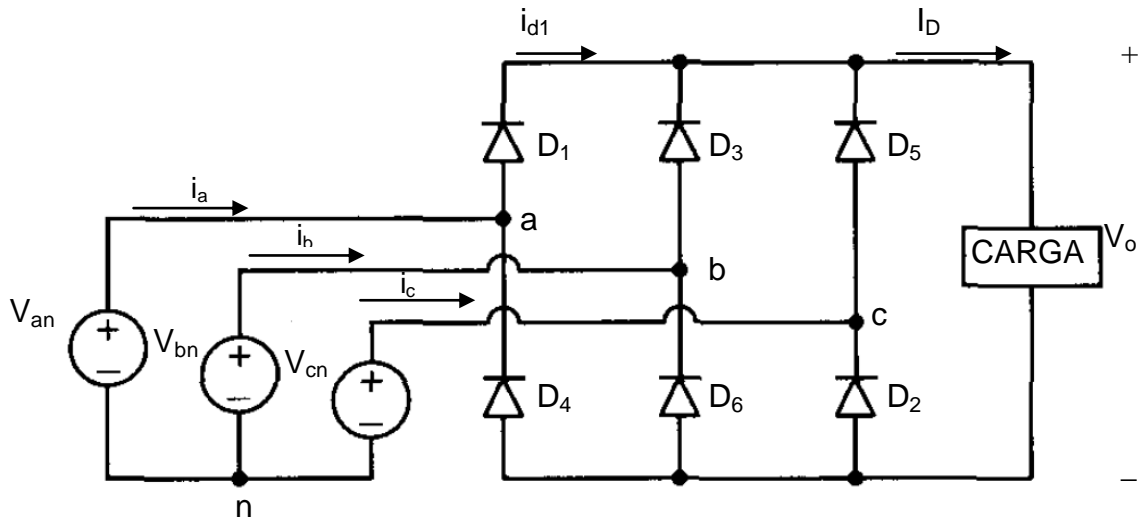 i_d1
I_D
+
D₁
D₃
D₅
i_a
a
i_b
b
CARGA
V_o
i_c
c
V_an
+
−
V_bn
+
−
V_cn
+
−
D₄
D₆
D₂
−
n